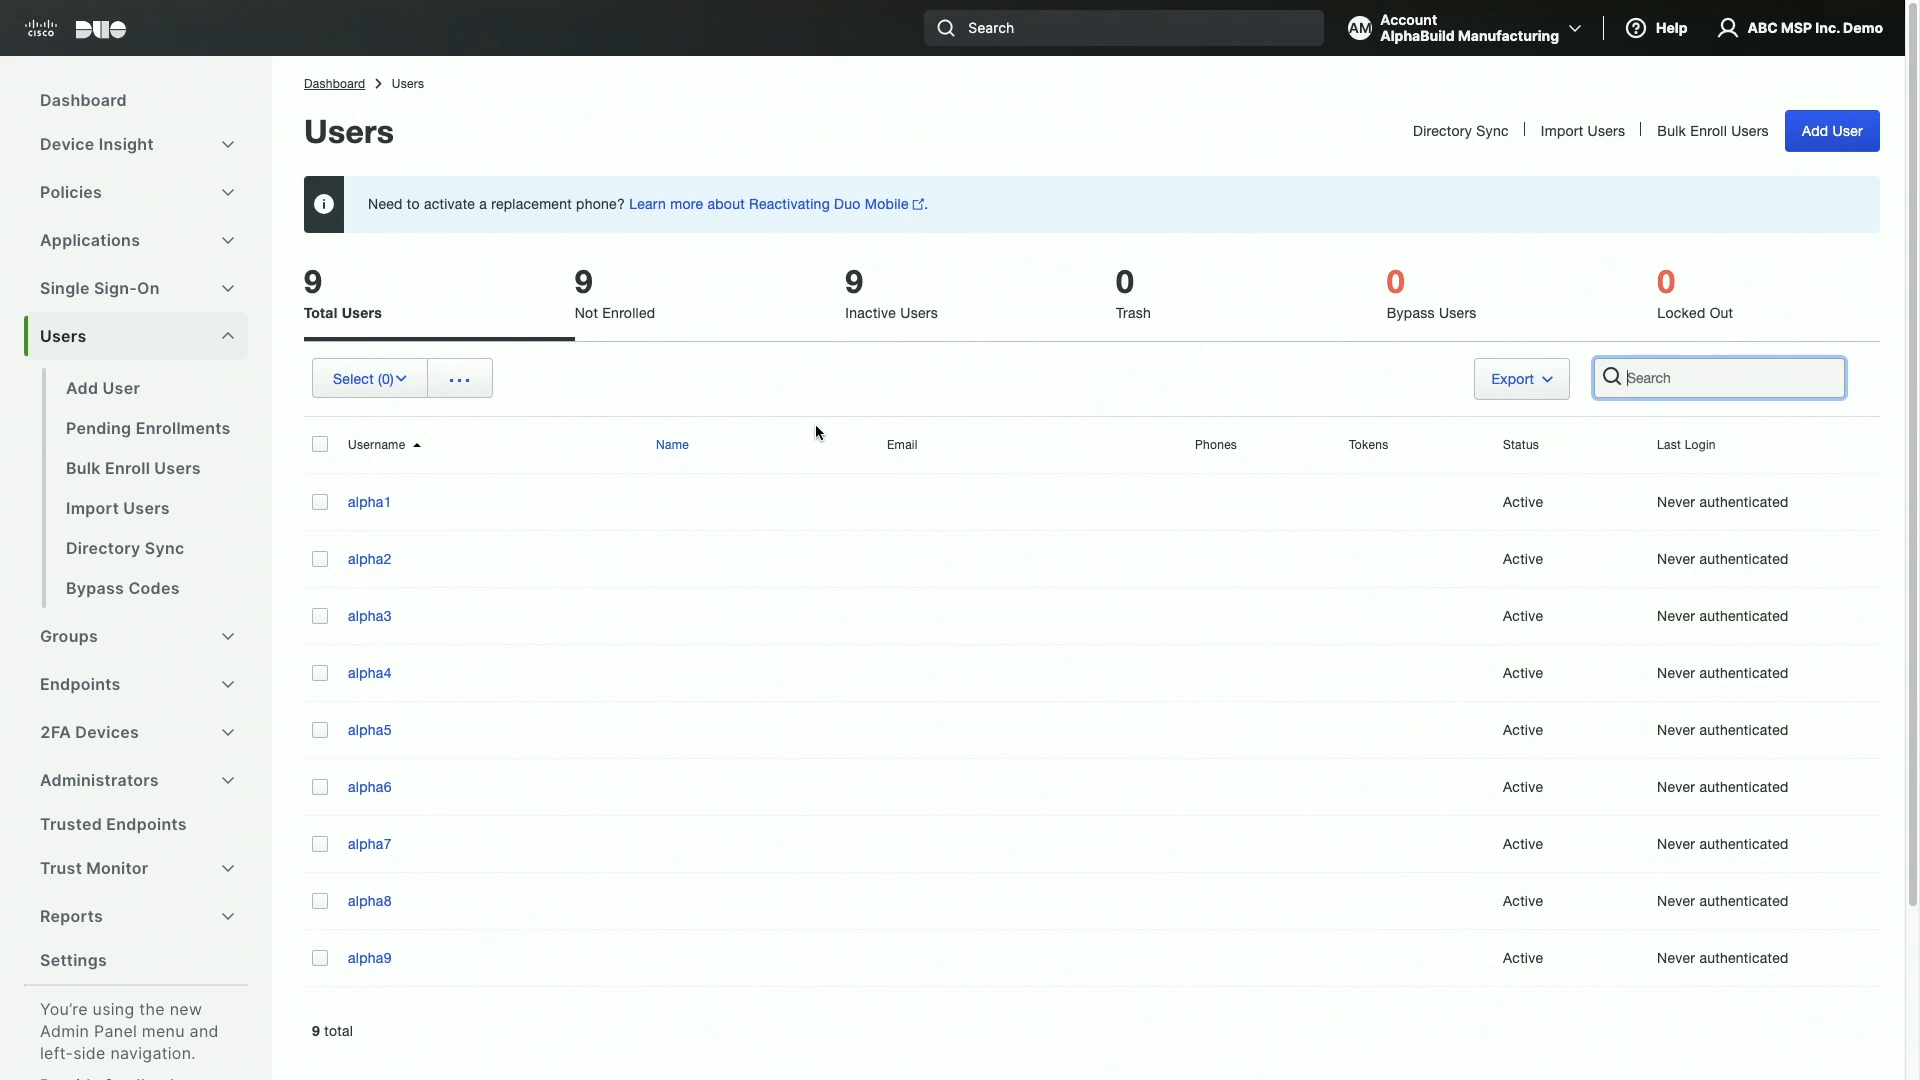 cisco DUO
Search
AM
Account
AlphaBuild Manufacturing
Help
ABC MSP Inc. Demo
Dashboard
Device Insight
Policies
Applications
Single Sign-On
Users
Add User
Pending Enrollments
Bulk Enroll Users
Import Users
Directory Sync
Bypass Codes
Groups
Endpoints
2FA Devices
Administrators
Trusted Endpoints
Trust Monitor
Reports
Settings
You're using the new
Admin Panel menu and
left-side navigation.
Dashboard > Users
Users
Directory Sync | Import Users | Bulk Enroll Users Add User
Need to activate a replacement phone? Learn more about Reactivating Duo Mobile.
9 9 9 0 0 0
Total Users Not Enrolled Inactive Users Trash Bypass Users Locked Out
Select (0) ... Export Search
Username Name Email Phones Tokens Status Last Login
alpha1 Active Never authenticated
alpha2 Active Never authenticated
alpha3 Active Never authenticated
alpha4 Active Never authenticated
alpha5 Active Never authenticated
alpha6 Active Never authenticated
alpha7 Active Never authenticated
alpha8 Active Never authenticated
alpha9 Active Never authenticated
9 total